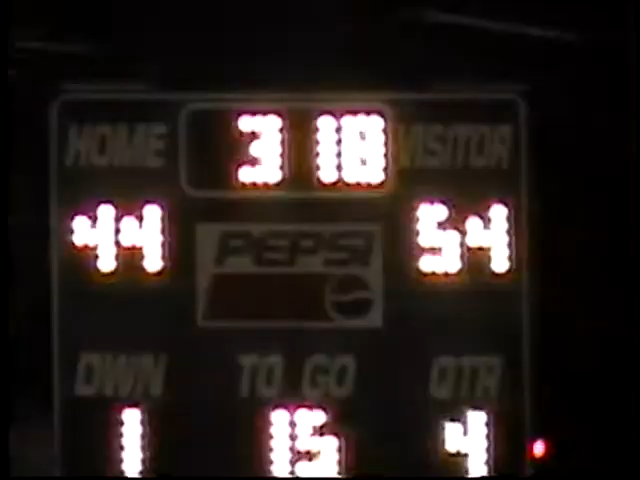 HOME 3 18 VISITOR
44 54
PEPSI
DWN TO GO QTR
1 15 4